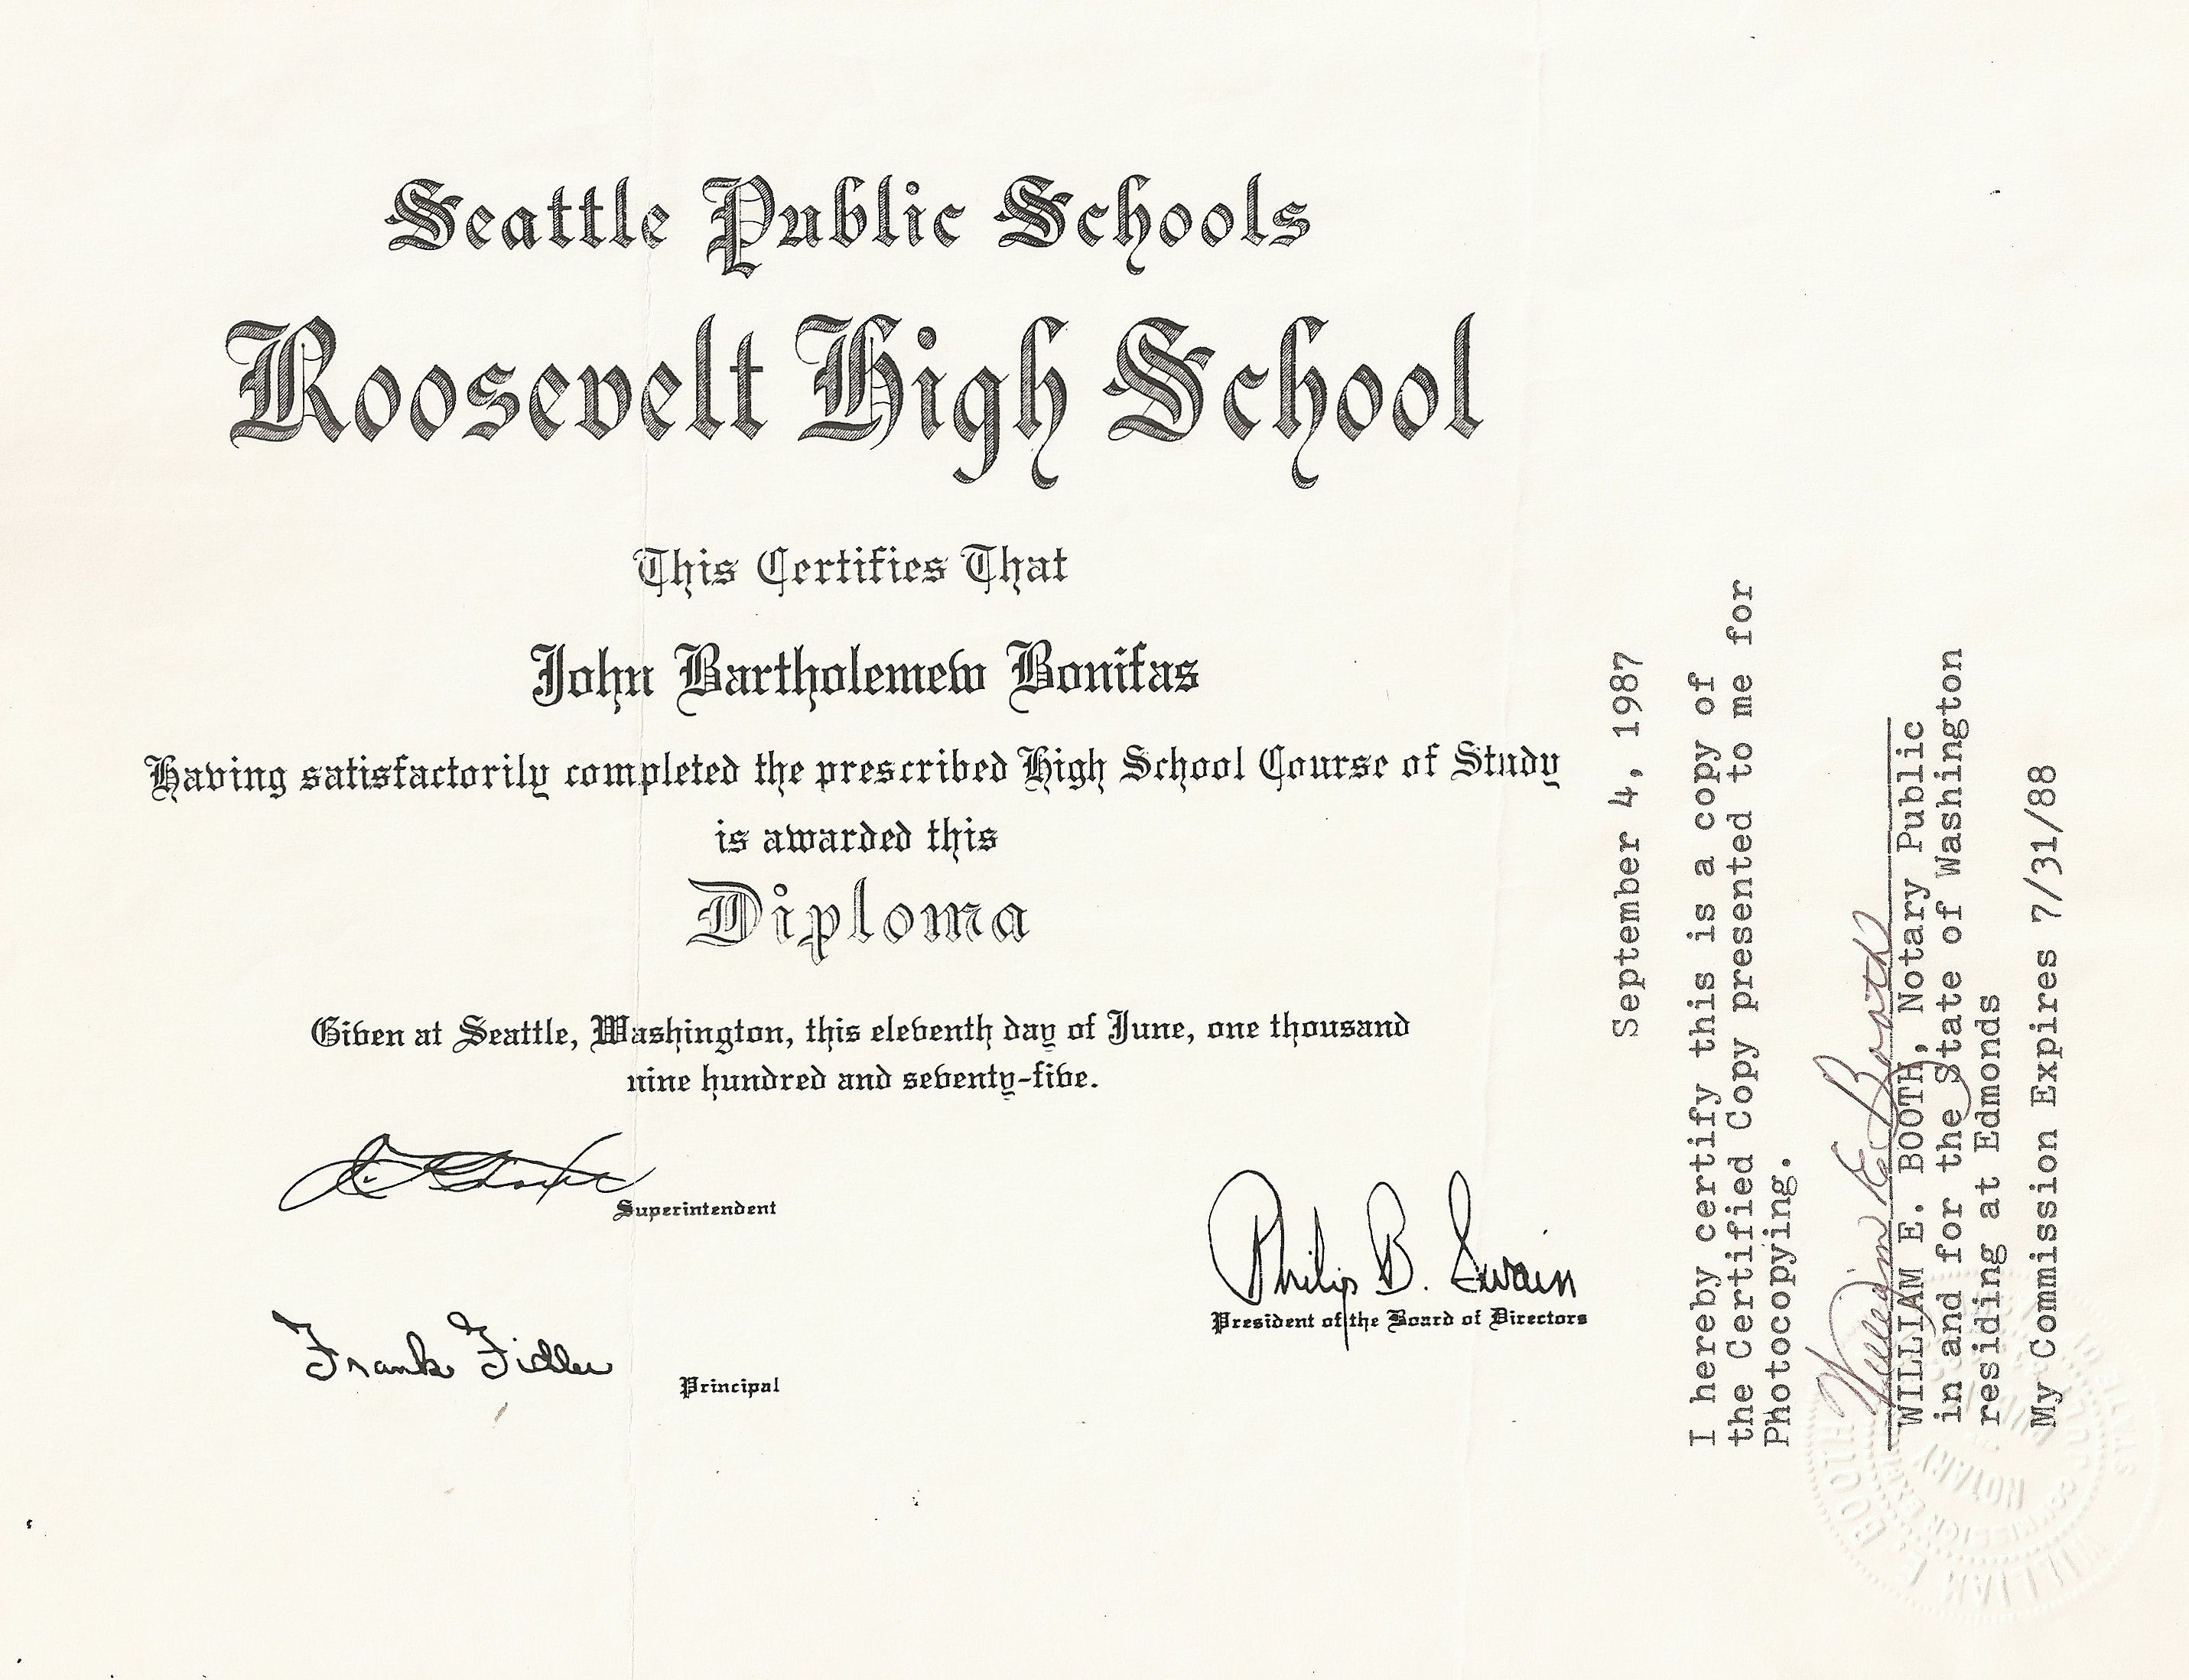 Seattle Public Schools
Roosevelt High School
This Certifies That
John Bartholemew Bonifas
Having satisfactorily completed the prescribed High School Course of Study
is awarded this
Diploma
Given at Seattle, Washington, this eleventh day of June, one thousand
nine hundred and seventy-five.
Superintendent
Philip B. Swain
President of the Board of Directors
Frank Fidler
Principal
September 4, 1987
I hereby certify this is a copy of
the Certified Copy presented to me for
Photocopying.
William E Booth
WILLIAM E. BOOTH, Notary Public
in and for the State of Washington
residing at Edmonds
My Commission Expires 7/31/88
WILLIAM E. BOOTH
NOTARY